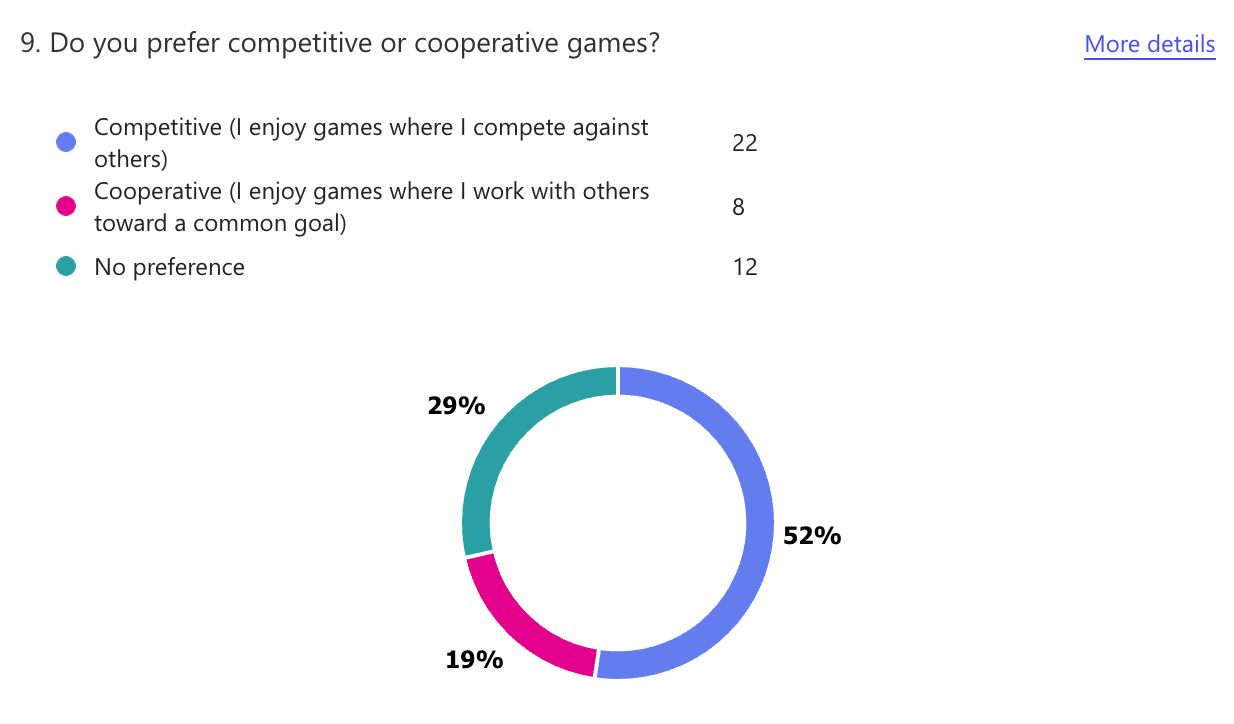 9. Do you prefer competitive or cooperative games?
More details
Competitive (I enjoy games where I compete against
others)
22
Cooperative (I enjoy games where I work with others
toward a common goal)
8
No preference
12
29%
52%
19%